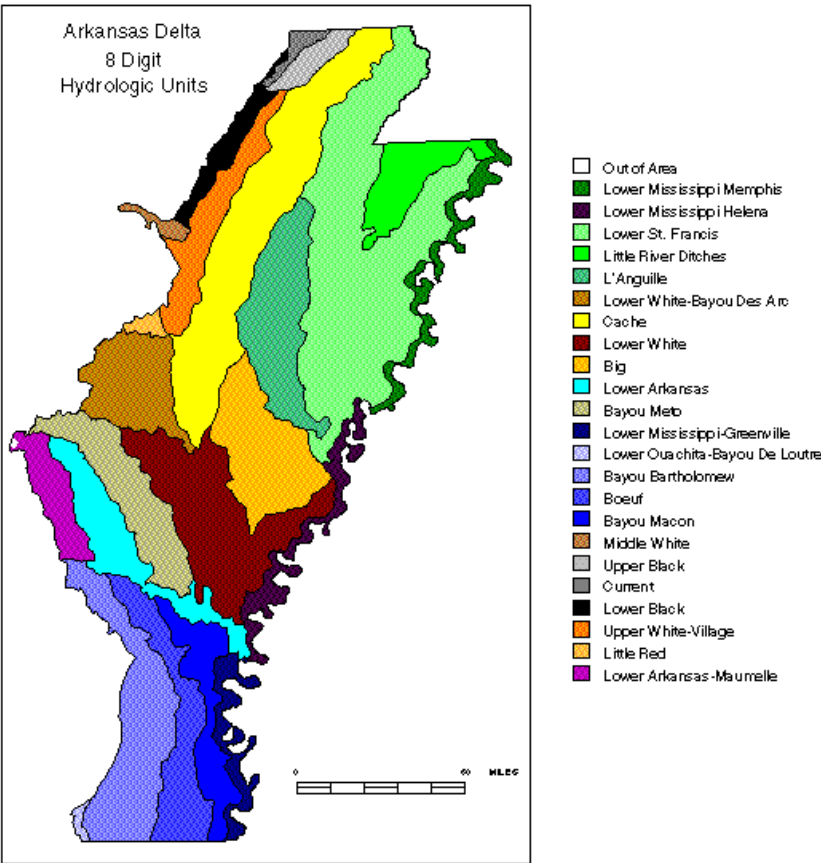 Arkansas Delta
8 Digit
Hydrologic Units
Out of Area
Lower Mississippi Memphis
Lower Mississippi Helena
Lower St. Francis
Little River Ditches
L'Anguille
Lower White-Bayou Des Arc
Cache
Lower White
Big
Lower Arkansas
Bayou Meto
Lower Mississippi-Greenville
Lower Ouachita-Bayou De Loutre
Bayou Bartholomew
Boeuf
Bayou Macon
Middle White
Upper Black
Current
Lower Black
Upper White-Village
Little Red
Lower Arkansas-Maumelle
0 60 MILES